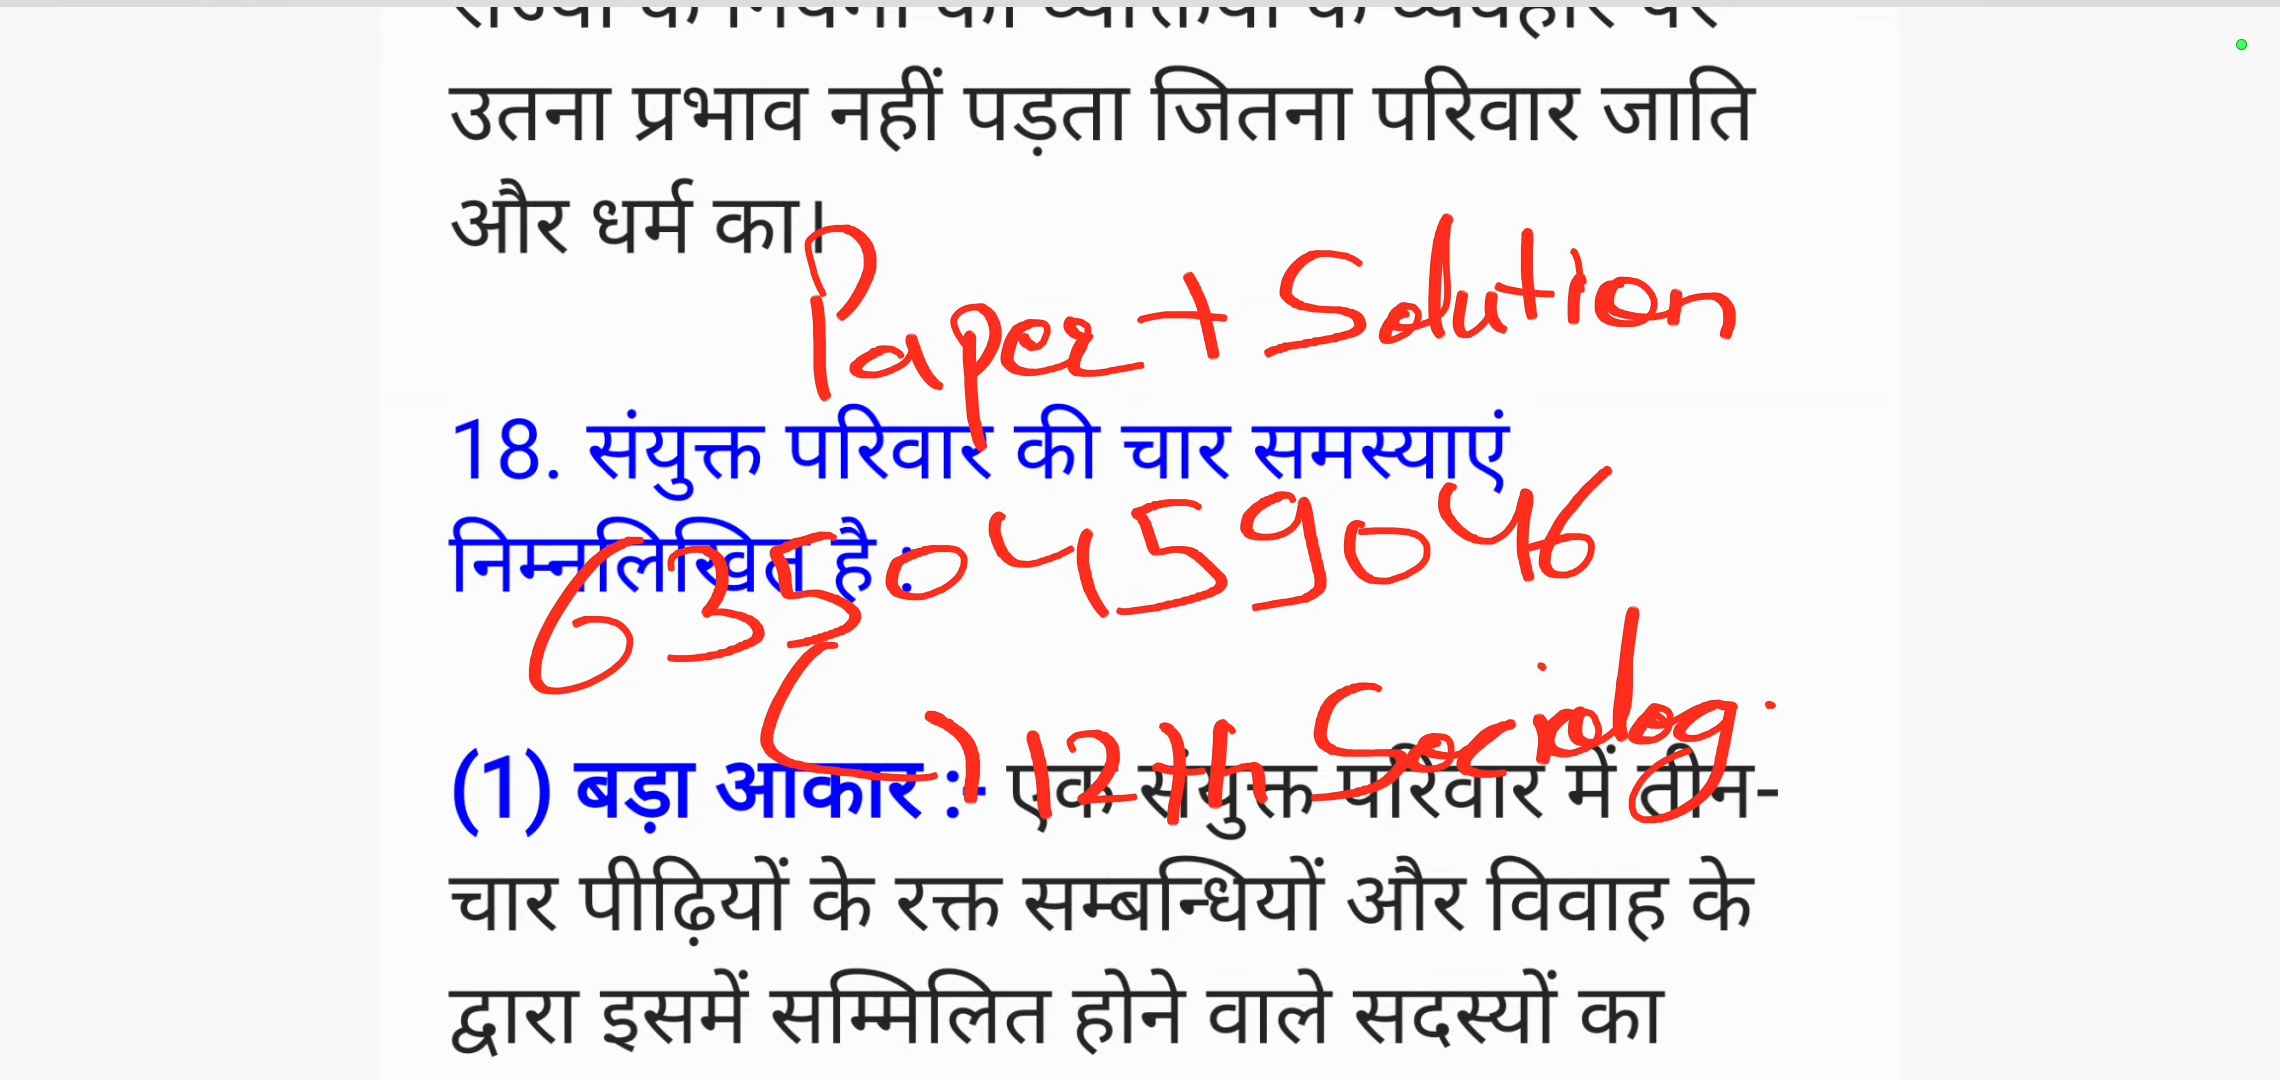 उतना प्रभाव नहीं पड़ता जितना परिवार जाति
और धर्म का।
Paper + Solution
18. संयुक्त परिवार की चार समस्याएं
निम्नलिखित है :
6350459046
12th Sociolog.
(1) बड़ा आकार :- एक संयुक्त परिवार में तीन-
चार पीढ़ियों के रक्त सम्बन्धियों और विवाह के
द्वारा इसमें सम्मिलित होने वाले सदस्यों का